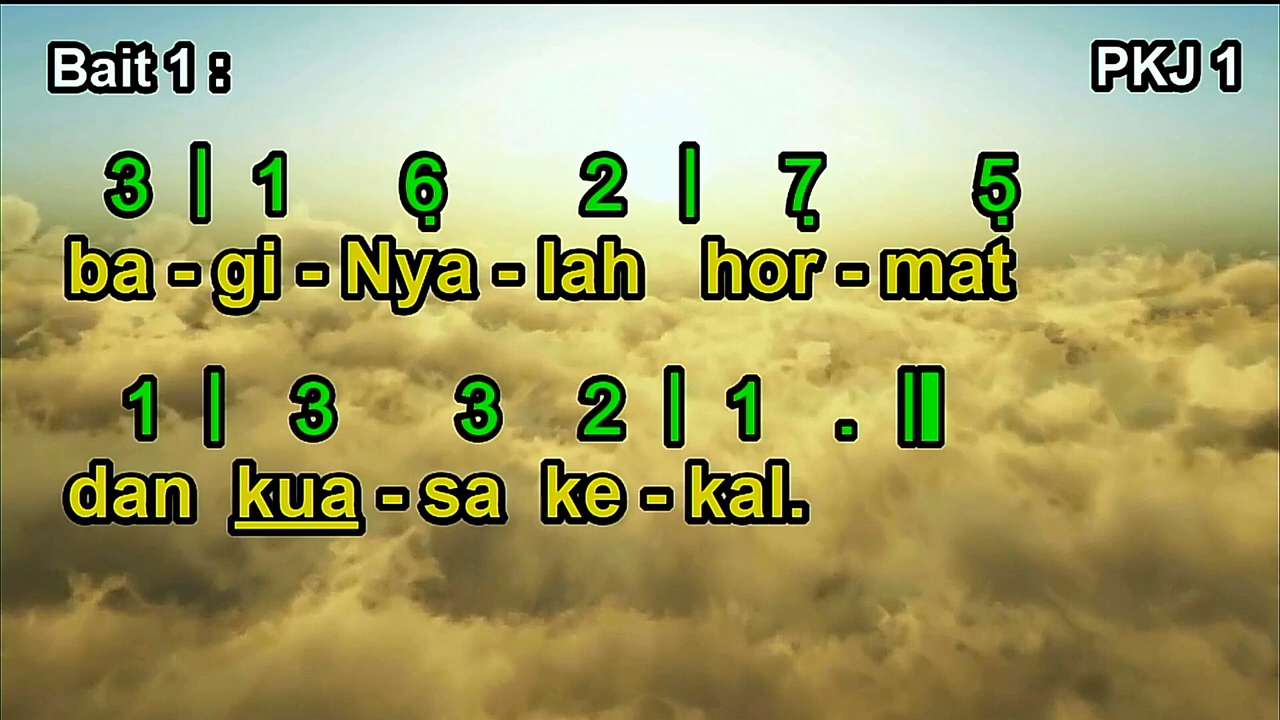 Bait 1 : PKJ 1
3 | 1 6̣ 2 | 7̣ 5̣
ba - gi - Nya - lah hor - mat
1 | 3 3 2 | 1 . ||
dan kua - sa ke - kal.